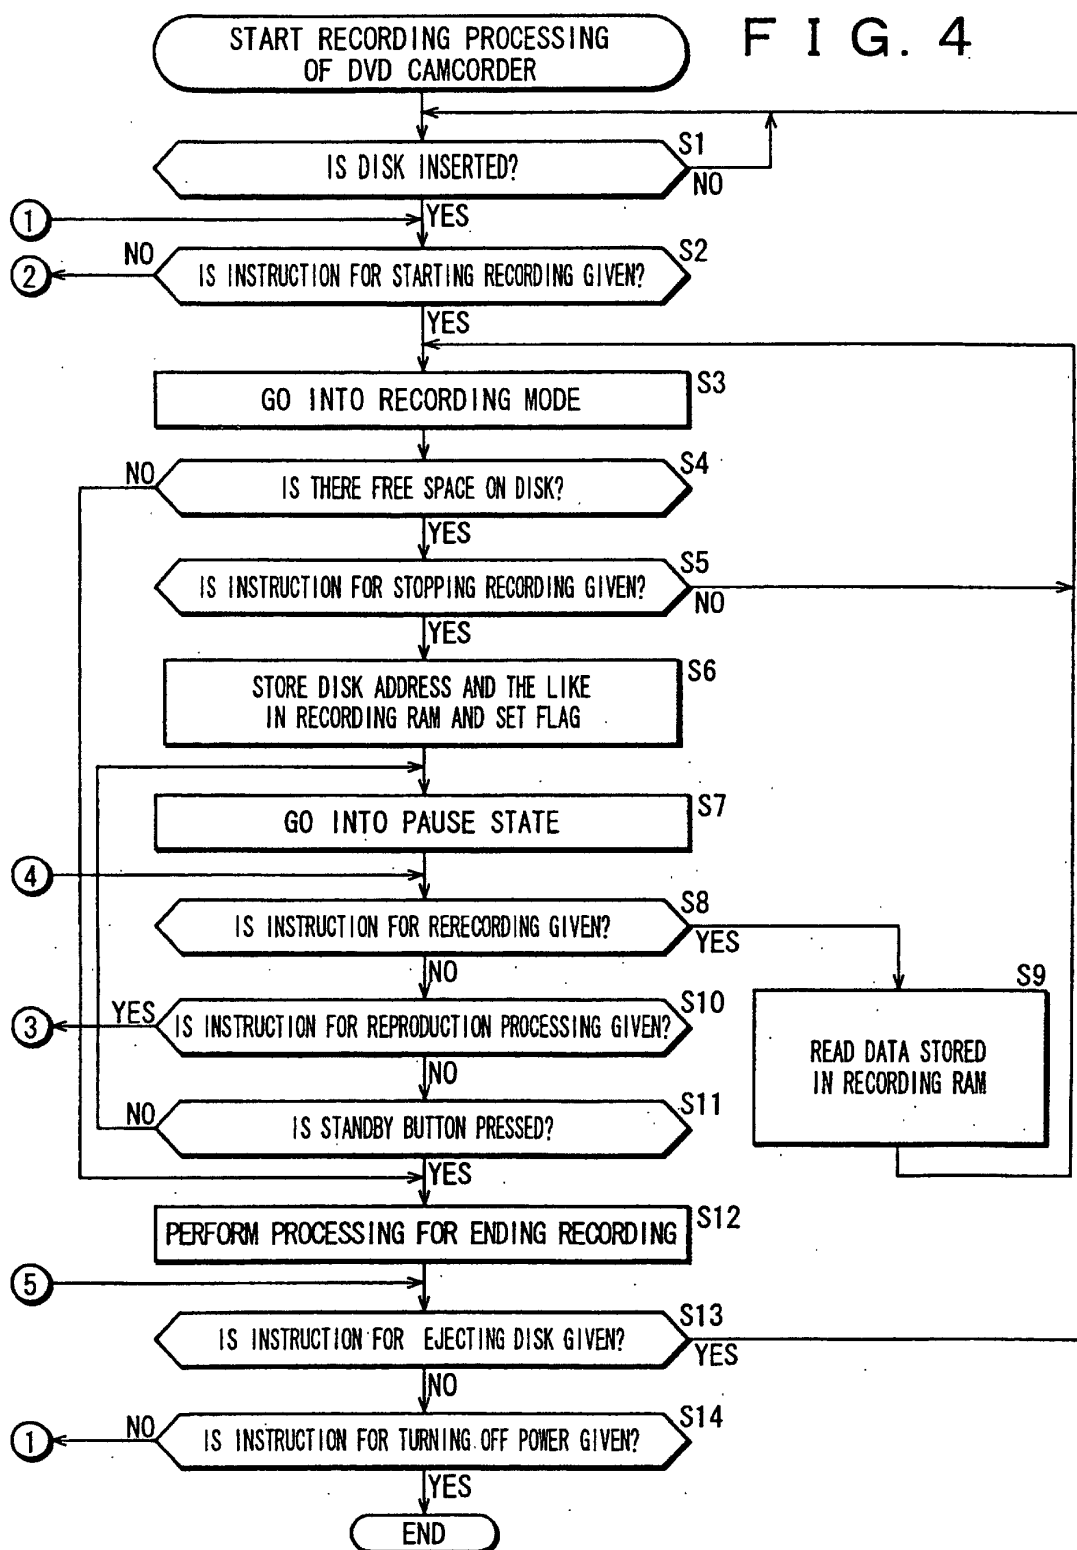 FIG. 4
START RECORDING PROCESSING
OF DVD CAMCORDER
S1
IS DISK INSERTED?
NO
1
YES
S2
NO
2
IS INSTRUCTION FOR STARTING RECORDING GIVEN?
YES
S3
GO INTO RECORDING MODE
S4
NO
IS THERE FREE SPACE ON DISK?
YES
S5
IS INSTRUCTION FOR STOPPING RECORDING GIVEN?
NO
YES
S6
STORE DISK ADDRESS AND THE LIKE
IN RECORDING RAM AND SET FLAG
S7
GO INTO PAUSE STATE
4
S8
IS INSTRUCTION FOR RERECORDING GIVEN?
YES
NO
S9
READ DATA STORED
IN RECORDING RAM
S10
YES
3
IS INSTRUCTION FOR REPRODUCTION PROCESSING GIVEN?
NO
S11
NO
IS STANDBY BUTTON PRESSED?
YES
S12
PERFORM PROCESSING FOR ENDING RECORDING
5
S13
IS INSTRUCTION FOR EJECTING DISK GIVEN?
YES
NO
S14
NO
1
IS INSTRUCTION FOR TURNING OFF POWER GIVEN?
YES
END